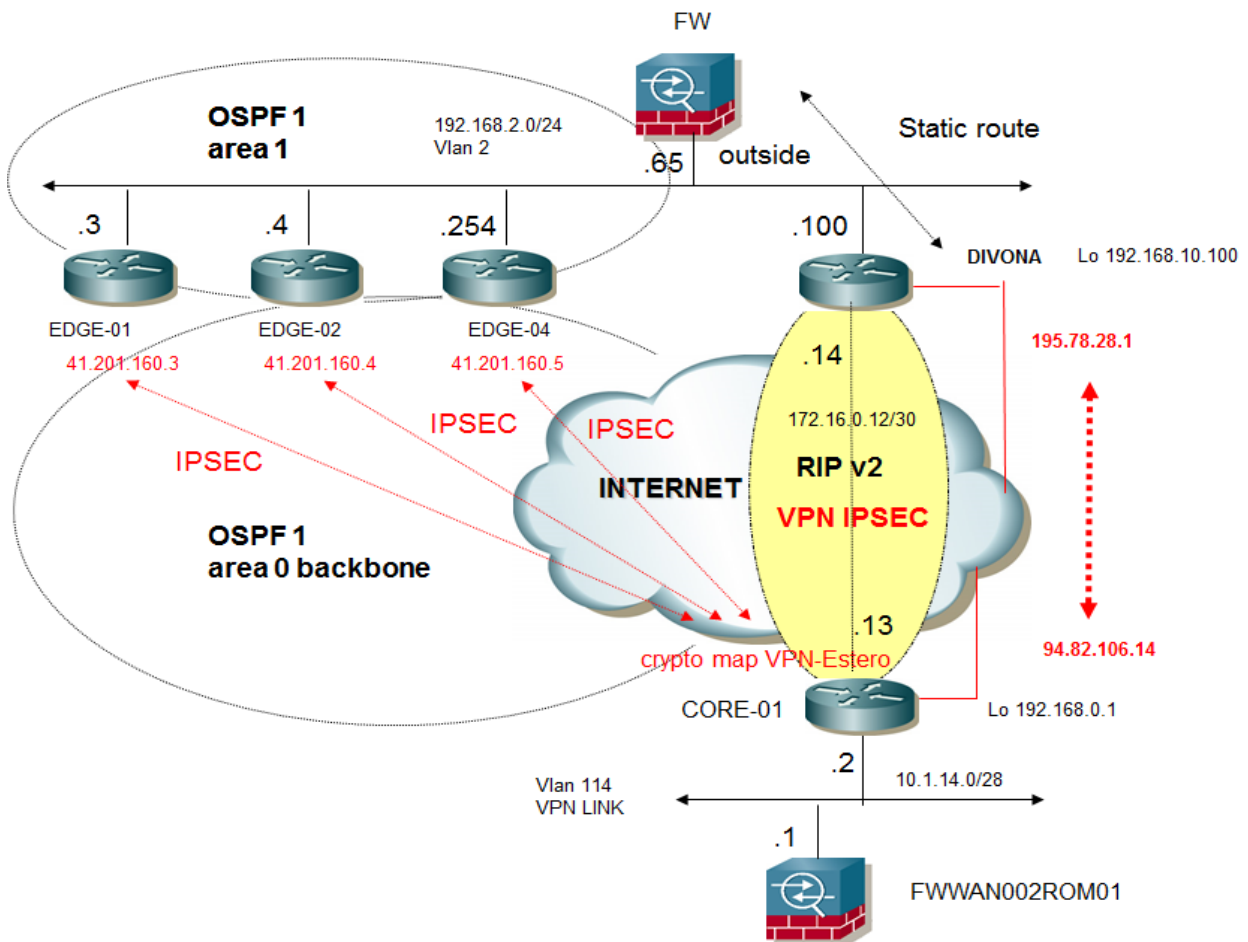 FW
OSPF 1
area 1
192.168.2.0/24
Vlan 2
.65
outside
Static route
.3
.4
.254
.100
DIVONA
Lo 192.168.10.100
EDGE-01
EDGE-02
EDGE-04
41.201.160.3
41.201.160.4
41.201.160.5
195.78.28.1
.14
IPSEC
IPSEC
IPSEC
172.16.0.12/30
RIP v2
INTERNET
VPN IPSEC
OSPF 1
area 0 backbone
.13
94.82.106.14
crypto map VPN-Estero
CORE-01
Lo 192.168.0.1
.2
Vlan 114
VPN LINK
10.1.14.0/28
.1
FWWAN002ROM01